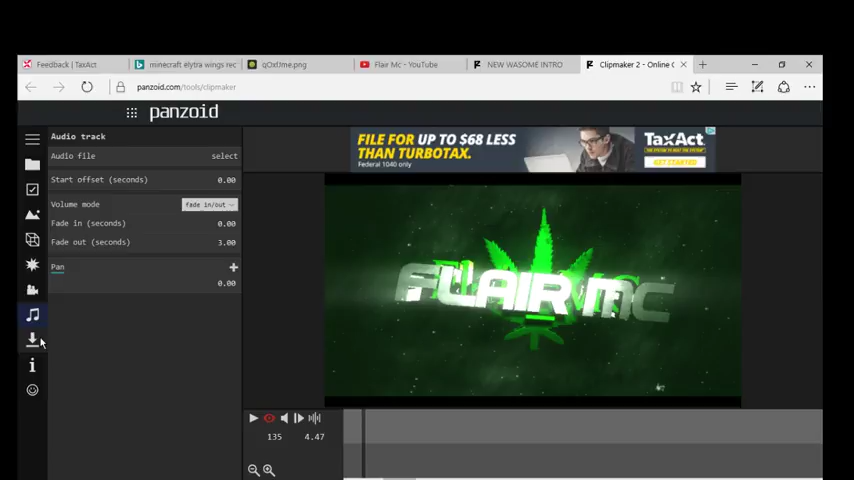 Feedback | TaxAct
minecraft elytra wings rec
qOxfJme.png
Flair Mc - YouTube
NEW WASOME INTRO
Clipmaker 2 - Online C
panzoid.com/tools/clipmaker
panzoid
Audio track
Audio file select
Start offset (seconds) 0.00
Volume mode fade in/out
Fade in (seconds) 0.00
Fade out (seconds) 3.00
Pan +
0.00
FILE FOR UP TO $68 LESS
THAN TURBOTAX.
Federal 1040 only
TaxAct
GET STARTED
FLAIR MC
135 4.47